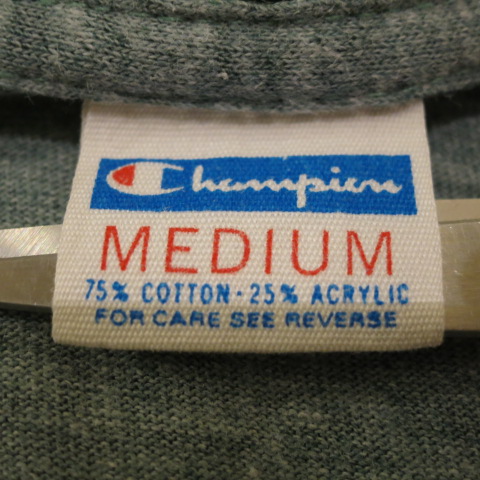 Champion
MEDIUM
75% COTTON · 25% ACRYLIC
FOR CARE SEE REVERSE